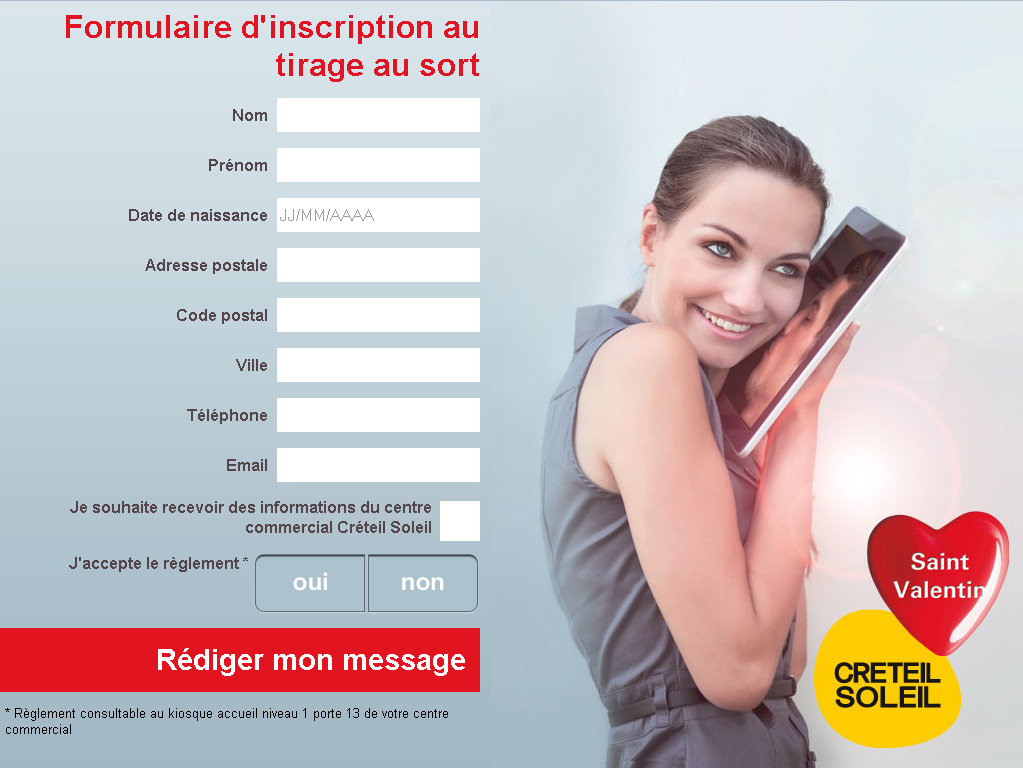 Formulaire d'inscription au
tirage au sort
Nom
Prénom
Date de naissance JJ/MM/AAAA
Adresse postale
Code postal
Ville
Téléphone
Email
Je souhaite recevoir des informations du centre
commercial Créteil Soleil
J'accepte le règlement * oui non
Rédiger mon message
* Règlement consultable au kiosque accueil niveau 1 porte 13 de votre centre
commercial
Saint
Valentin
CRETEIL
SOLEIL